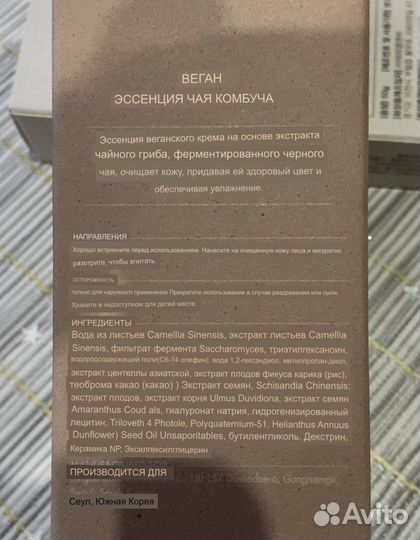 ВЕГАН
ЭССЕНЦИЯ ЧАЯ КОМБУЧА
Эссенция веганского крема на основе экстракта
чайного гриба, ферментированного черного
чая, очищает кожу, придавая ей здоровый цвет и
обеспечивая увлажнение.
НАПРАВЛЕНИЯ
Хорошо встряхните перед использованием. Нанесите на очищенную кожу лица и аккуратно
разотрите, чтобы впитать.
ОСТОРОЖНОСТЬ
только для наружного применения Прекратите использование в случае раздражения или сыпи.
Храните в недоступном для детей месте.
ИНГРЕДИЕНТЫ
Вода из листьев Camellia Sinensis, экстракт листьев Camellia
Sinensis, фильтрат фермента Saccharomyces, триэтилгексаноин,
водородсодержащий поли(C6-14 олефин), вода 1,2-гександиол, метилпропан-диол,
экстракт центеллы азиатской, экстракт плодов фикуса карика (рис),
теоброма какао (какао) ) Экстракт семян, Schisandia Chinensis:
экстракт плодов, экстракт корня Ulmus Duvidiona, экстракт семян
Amaranthus Coud als, гиалуронат натрия, гидрогенизированный
лецитин, Triloveth 4 Photole, Polyquaternium-51, Helianthus Annuus
Dunflower) Seed Oil Unsaportables, бутиленгликоль. Декстрин,
Керамика NP, Эксилгексилглицерин
ПРОИЗВОДИТСЯ ДЛЯ
Сеул, Южная Корея
Avito